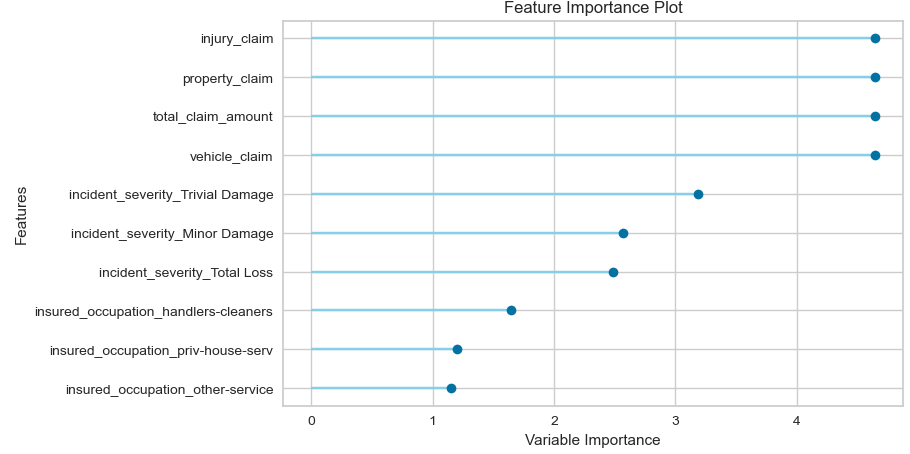 Feature Importance Plot
injury_claim
property_claim
total_claim_amount
vehicle_claim
incident_severity_Trivial Damage
incident_severity_Minor Damage
incident_severity_Total Loss
insured_occupation_handlers-cleaners
insured_occupation_priv-house-serv
insured_occupation_other-service
Features
0 1 2 3 4
Variable Importance